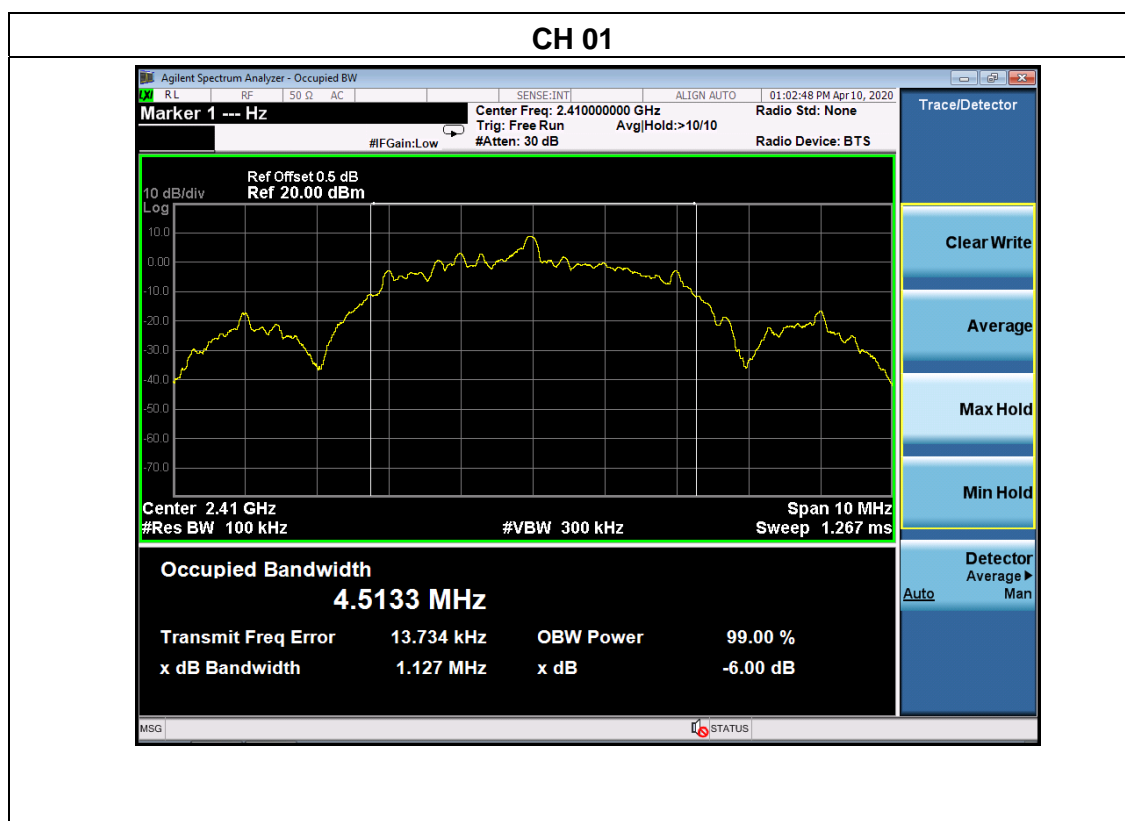 CH 01
Agilent Spectrum Analyzer - Occupied BW
LXI RL RF 50 Ω AC SENSE:INT ALIGN AUTO 01:02:48 PM Apr 10, 2020
Marker 1 --- Hz
Center Freq: 2.410000000 GHz Radio Std: None
Trig: Free Run Avg|Hold:>10/10
#IFGain:Low #Atten: 30 dB Radio Device: BTS
Trace/Detector
Ref Offset 0.5 dB
10 dB/div Ref 20.00 dBm
Log
10.0
0.00
-10.0
-20.0
-30.0
-40.0
-50.0
-60.0
-70.0
Center 2.41 GHz Span 10 MHz
#Res BW 100 kHz #VBW 300 kHz Sweep 1.267 ms
Clear Write
Average
Max Hold
Min Hold
Detector
Average▶
Auto Man
Occupied Bandwidth
4.5133 MHz
Transmit Freq Error 13.734 kHz OBW Power 99.00 %
x dB Bandwidth 1.127 MHz x dB -6.00 dB
MSG STATUS